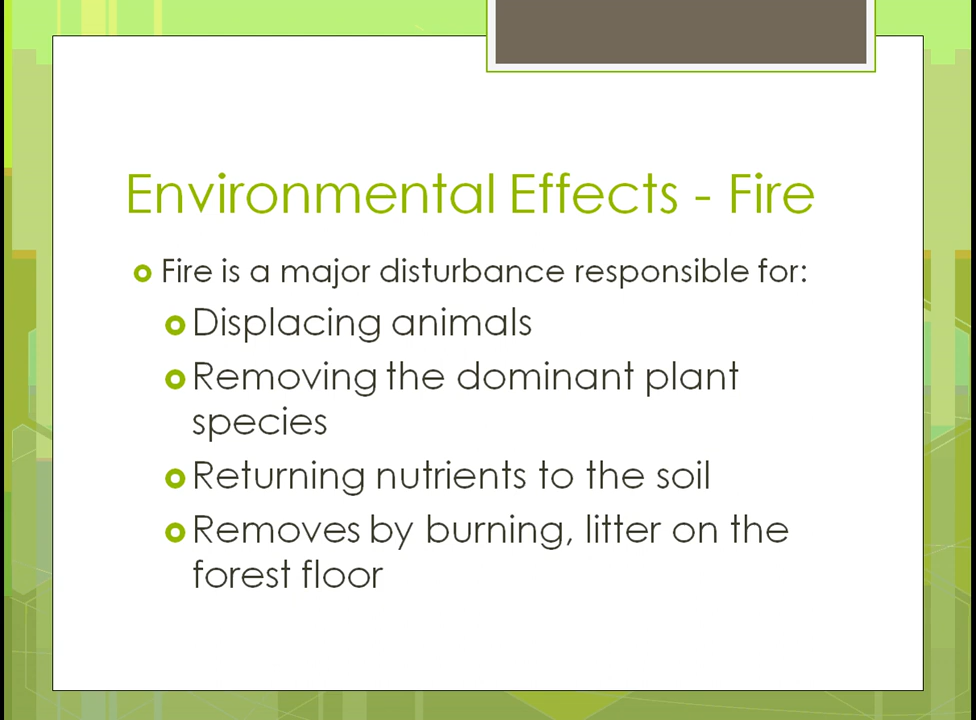 Environmental Effects - Fire
Fire is a major disturbance responsible for:
Displacing animals
Removing the dominant plant
species
Returning nutrients to the soil
Removes by burning, litter on the
forest floor